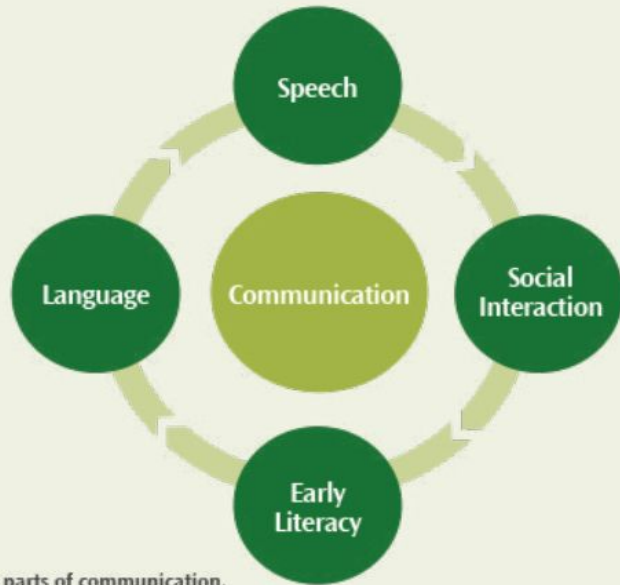 Speech
Language
Communication
Social
Interaction
Early
Literacy
parts of communication.